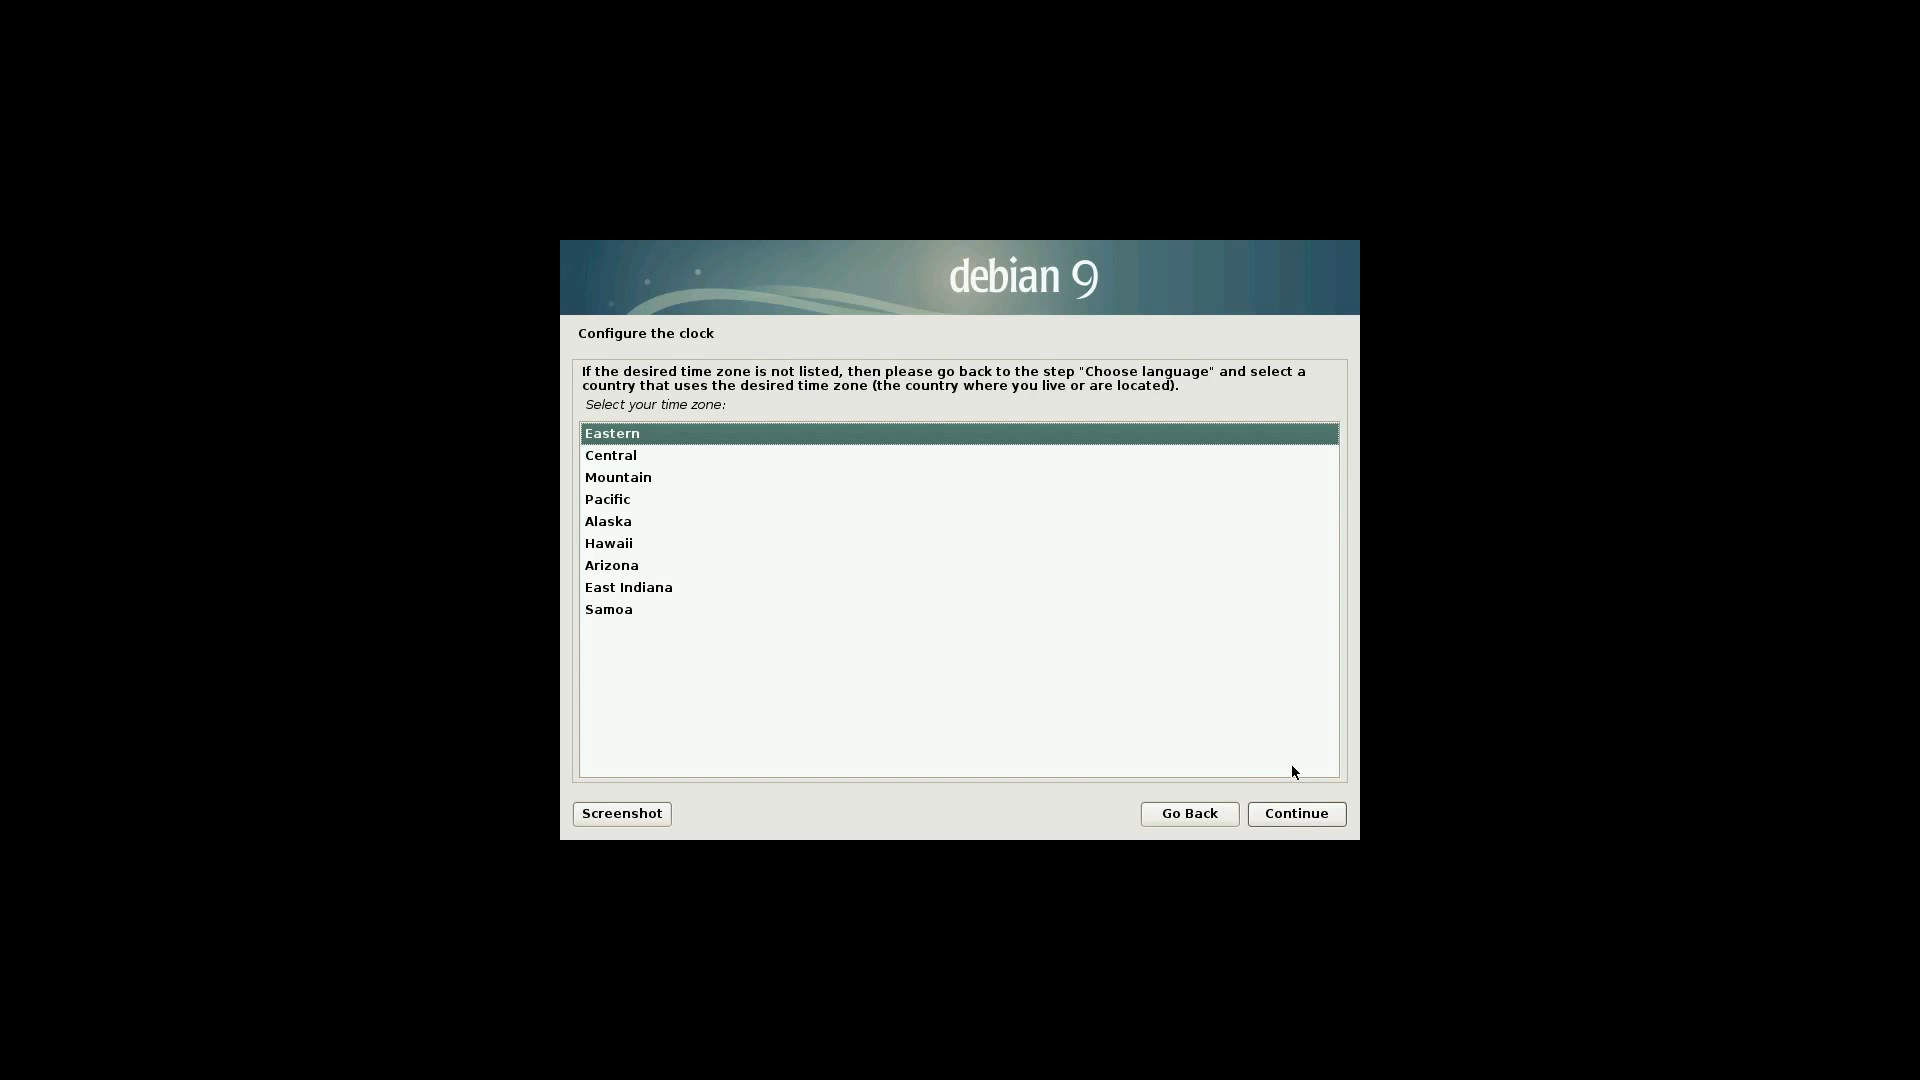 debian 9
Configure the clock
If the desired time zone is not listed, then please go back to the step "Choose language" and select a
country that uses the desired time zone (the country where you live or are located).
Select your time zone:
Eastern
Central
Mountain
Pacific
Alaska
Hawaii
Arizona
East Indiana
Samoa
Screenshot
Go Back
Continue